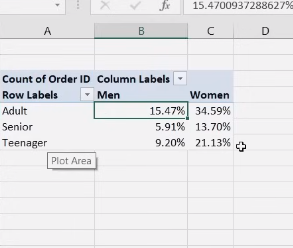 fx 15.4700937288627%
A B C D
Count of Order ID Column Labels
Row Labels Men Women
Adult 15.47% 34.59%
Senior 5.91% 13.70%
Teenager 9.20% 21.13%
Plot Area